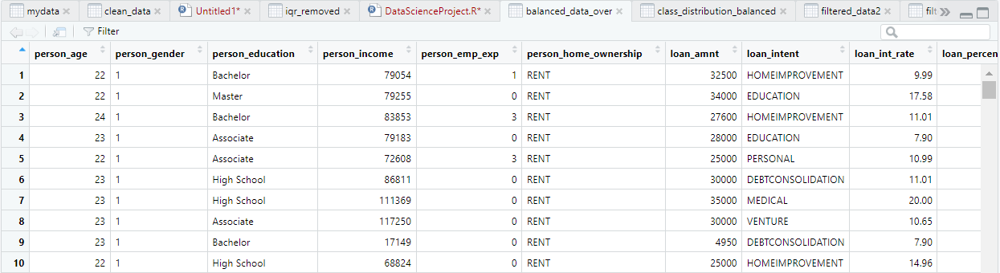 mydata clean_data Untitled1* iqr_removed DataScienceProject.R* balanced_data_over class_distribution_balanced filtered_data2 filt
Filter
person_age person_gender person_education person_income person_emp_exp person_home_ownership loan_amnt loan_intent loan_int_rate loan_percen
1 22 1 Bachelor 79054 1 RENT 32500 HOMEIMPROVEMENT 9.99
2 22 1 Master 79255 0 RENT 34000 EDUCATION 17.58
3 24 1 Bachelor 83853 3 RENT 27600 HOMEIMPROVEMENT 11.01
4 23 1 Associate 79183 0 RENT 28000 EDUCATION 7.90
5 22 1 Associate 72608 3 RENT 25000 PERSONAL 10.99
6 23 1 High School 86811 0 RENT 30000 DEBTCONSOLIDATION 11.01
7 23 1 High School 111369 0 RENT 35000 MEDICAL 20.00
8 23 1 Associate 117250 0 RENT 30000 VENTURE 10.65
9 23 1 Bachelor 17149 0 RENT 4950 DEBTCONSOLIDATION 7.90
10 22 1 High School 68824 0 RENT 25000 HOMEIMPROVEMENT 14.96